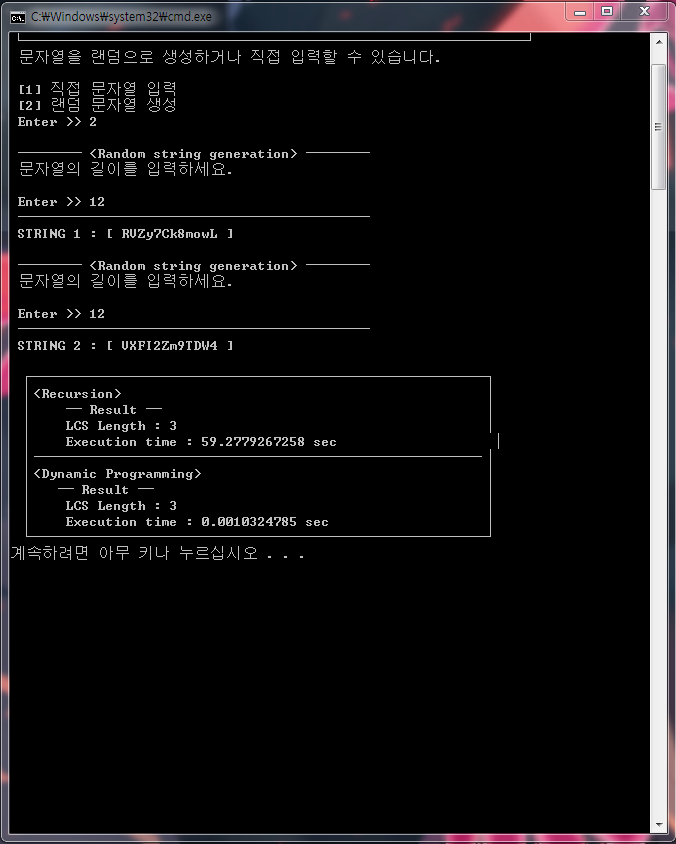 C:₩Windows₩system32₩cmd.exe
문자열을 랜덤으로 생성하거나 직접 입력할 수 있습니다.
[1] 직접 문자열 입력
[2] 랜덤 문자열 생성
Enter >> 2
<Random string generation>
문자열의 길이를 입력하세요.
Enter >> 12
STRING 1 : [ RVZy7Ck8mowL ]
<Random string generation>
문자열의 길이를 입력하세요.
Enter >> 12
STRING 2 : [ VXFI2Zm9TDW4 ]
<Recursion>
── Result ──
LCS Length : 3
Execution time : 59.2779267258 sec
<Dynamic Programming>
── Result ──
LCS Length : 3
Execution time : 0.0010324785 sec
계속하려면 아무 키나 누르십시오 . . .